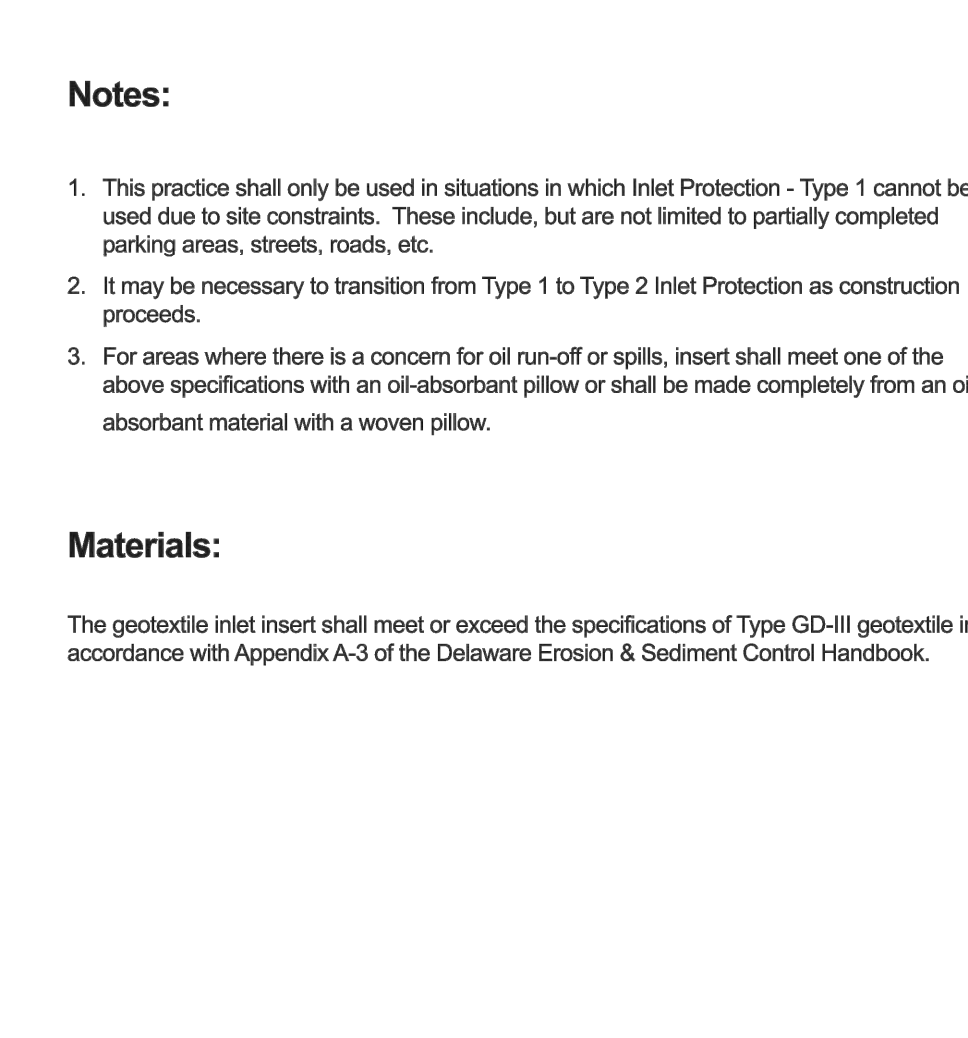 Notes:
1. This practice shall only be used in situations in which Inlet Protection - Type 1 cannot be
used due to site constraints.  These include, but are not limited to partially completed
parking areas, streets, roads, etc.
2. It may be necessary to transition from Type 1 to Type 2 Inlet Protection as construction
proceeds.
3. For areas where there is a concern for oil run-off or spills, insert shall meet one of the
above specifications with an oil-absorbant pillow or shall be made completely from an oi
absorbant material with a woven pillow.
Materials:
The geotextile inlet insert shall meet or exceed the specifications of Type GD-III geotextile in
accordance with Appendix A-3 of the Delaware Erosion & Sediment Control Handbook.